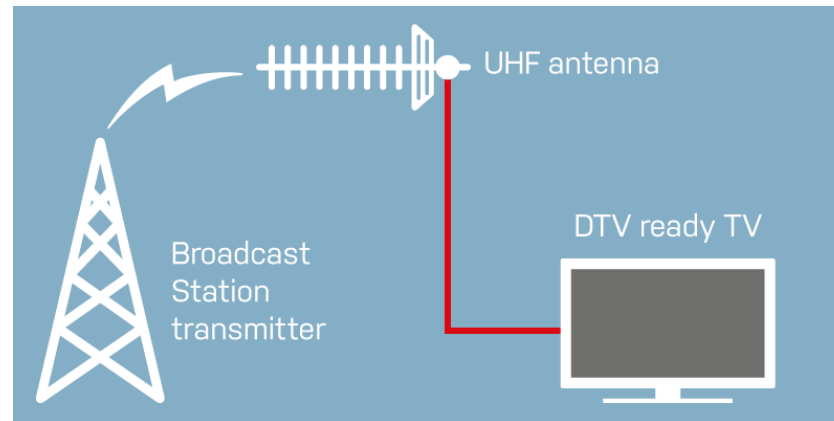 UHF antenna
DTV ready TV
Broadcast
Station
transmitter